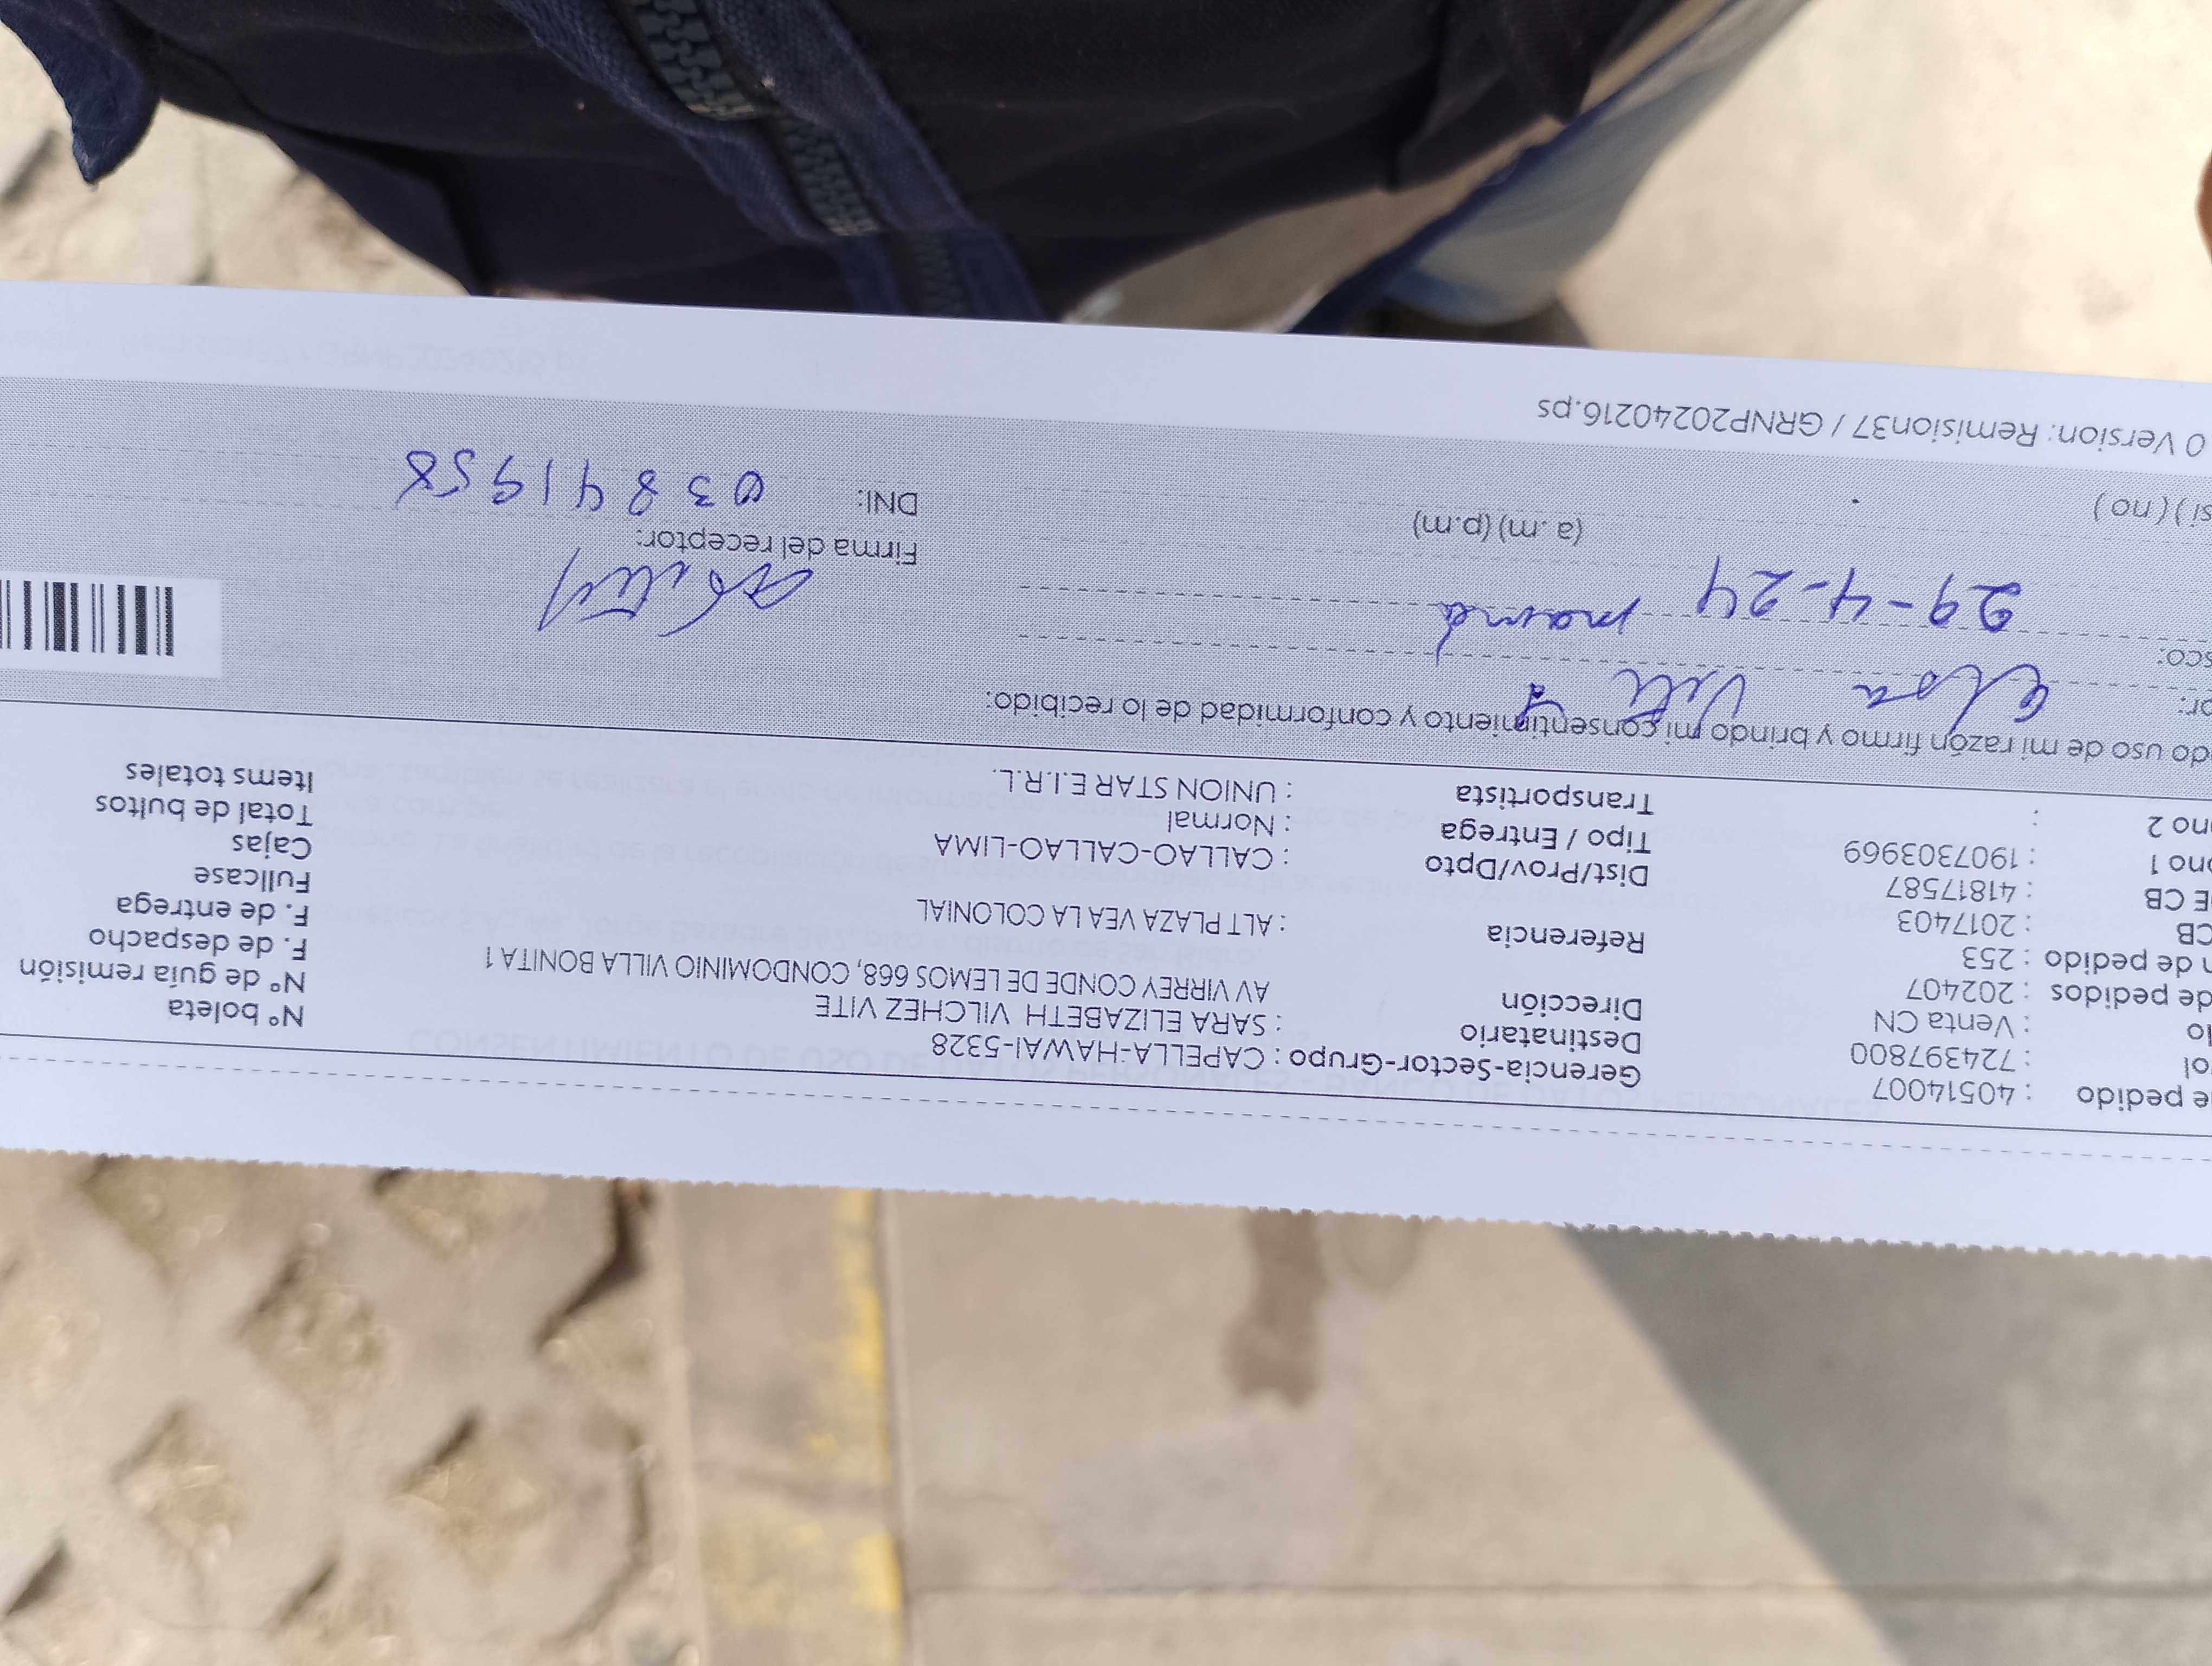 e pedido : 40514007 Gerencia-Sector-Grupo : CAPELLA-HAWAI-5328 N° boleta
ol : 724397800 Destinatario : SARA ELIZABETH VILCHEZ VITE N° de guía remisión
lo : Venta CN Dirección AV VIRREY CONDE DE LEMOS 668, CONDOMINIO VILLA BONITA 1 F. de despacho
de pedidos : 202407 F. de entrega
n de pedido : 253 Referencia : ALT PLAZA VEA LA COLONIAL Fullcase
CB : 2017403 Cajas
E CB : 41817587 Dist/Prov/Dpto : CALLAO-CALLAO-LIMA Total de bultos
ono 1 : 1907303969 Tipo / Entrega : Normal Items totales
ono 2 : Transportista : UNION STAR E.I.R.L.
do uso de mi razón firmo y brindo mi consentimiento y conformidad de lo recibido:
or: elsa
sco: 29-4-24 mamá
Firma del receptor:
(a. m) (p.m)
si ) ( no ) DNI: 03841958
0 Version: Remision37 / GRNP20240216.ps